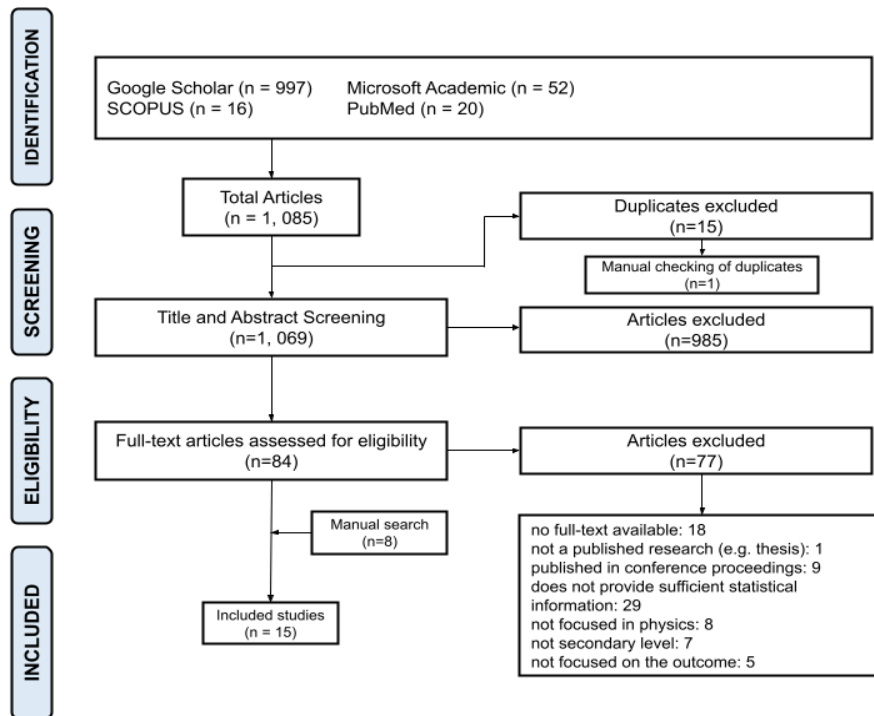 IDENTIFICATION
Google Scholar (n = 997) Microsoft Academic (n = 52)
SCOPUS (n = 16) PubMed (n = 20)
Total Articles
(n = 1, 085)
SCREENING
Duplicates excluded
(n=15)
Manual checking of duplicates
(n=1)
Title and Abstract Screening
(n=1, 069)
Articles excluded
(n=985)
ELIGIBILITY
Full-text articles assessed for eligibility
(n=84)
Articles excluded
(n=77)
Manual search
(n=8)
no full-text available: 18
not a published research (e.g. thesis): 1
published in conference proceedings: 9
does not provide sufficient statistical
information: 29
not focused in physics: 8
not secondary level: 7
not focused on the outcome: 5
INCLUDED
Included studies
(n = 15)